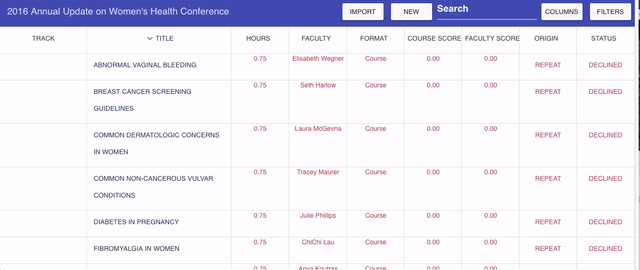 2016 Annual Update on Women's Health Conference IMPORT NEW Search COLUMNS FILTERS
TRACK TITLE HOURS FACULTY FORMAT COURSE SCORE FACULTY SCORE ORIGIN STATUS
ABNORMAL VAGINAL BLEEDING 0.75 Elisabeth Wegner Course 0.00 0.00 REPEAT DECLINED
BREAST CANCER SCREENING 0.75 Seth Harlow Course 0.00 0.00 REPEAT DECLINED
GUIDELINES
COMMON DERMATOLOGIC CONCERNS 0.75 Laura McGevna Course 0.00 0.00 REPEAT DECLINED
IN WOMEN
COMMON NON-CANCEROUS VULVAR 0.75 Tracey Maurer Course 0.00 0.00 REPEAT DECLINED
CONDITIONS
DIABETES IN PREGNANCY 0.75 Julie Phillips Course 0.00 0.00 REPEAT DECLINED
FIBROMYALGIA IN WOMEN 0.75 ChiChi Lau Course 0.00 0.00 REPEAT DECLINED
0.75 Course 0.00 0.00